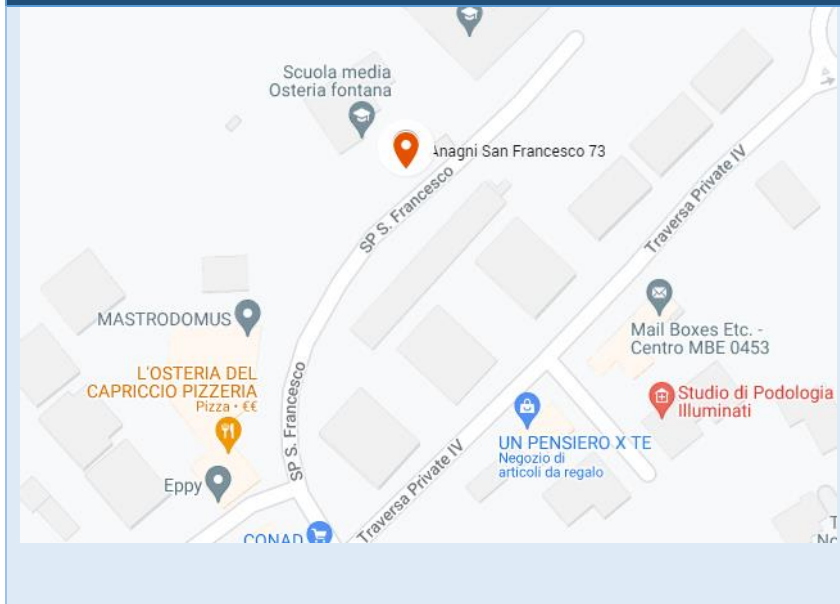 Scuola media
Osteria fontana
Anagni San Francesco 73
SP S. Francesco
Traversa Private IV
MASTRODOMUS
Mail Boxes Etc. -
Centro MBE 0453
L'OSTERIA DEL
CAPRICCIO PIZZERIA
Pizza • €€
SP S. Francesco
Studio di Podologia
Illuminati
UN PENSIERO X TE
Negozio di
articoli da regalo
Traversa Private IV
Eppy
CONAD